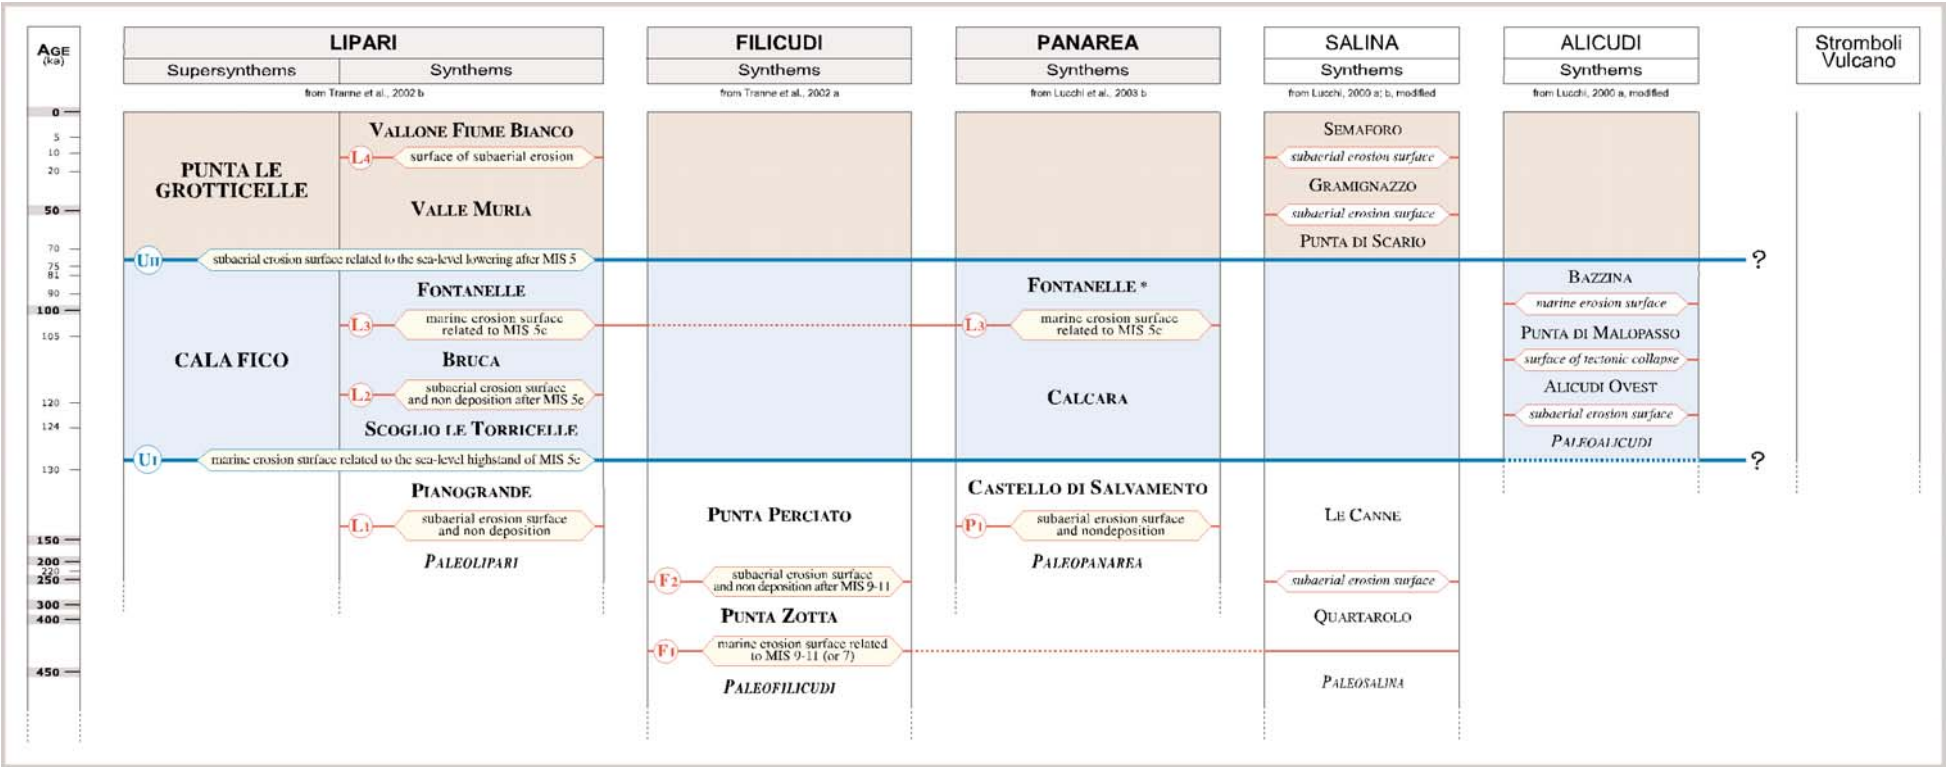 AGE
(ka)
LIPARI
FILICUDI
PANAREA
SALINA
ALICUDI
Stromboli
Vulcano
Supersynthems
Synthems
Synthems
Synthems
Synthems
Synthems
from Tranne et al., 2002 b
from Tranne et al., 2002 a
from Lucchi et al., 2003 b
from Lucchi, 2000 a; b, modified
from Lucchi, 2000 a, modified
0
5
10
20
50
70
75
81
90
100
105
120
124
130
150
200
220
250
300
400
450
PUNTA LE
GROTTICELLE
CALA FICO
VALLONE FIUME BIANCO
L4
surface of subaerial erosion
VALLE MURIA
UII
subaerial erosion surface related to the sea-level lowering after MIS 5
?
FONTANELLE
L3
marine erosion surface
related to MIS 5c
BRUCA
L2
subaerial erosion surface
and non deposition after MIS 5e
SCOGLIO LE TORRICELLE
UI
marine erosion surface related to the sea-level highstand of MIS 5e
?
PIANOGRANDE
L1
subaerial erosion surface
and non deposition
PALEOLIPARI
PUNTA PERCIATO
F2
subaerial erosion surface
and non deposition after MIS 9-11
PUNTA ZOTTA
F1
marine erosion surface related
to MIS 9-11 (or 7)
PALEOFILICUDI
FONTANELLE *
L3
marine erosion surface
related to MIS 5c
CALCARA
CASTELLO DI SALVAMENTO
P1
subaerial erosion surface
and nondeposition
PALEOPANAREA
SEMAFORO
subaerial erosion surface
GRAMIGNAZZO
subaerial erosion surface
PUNTA DI SCARIO
LE CANNE
subaerial erosion surface
QUARTAROLO
PALEOSALINA
BAZZINA
marine erosion surface
PUNTA DI MALOPASSO
surface of tectonic collapse
ALICUDI OVEST
subaerial erosion surface
PALEOALICUDI